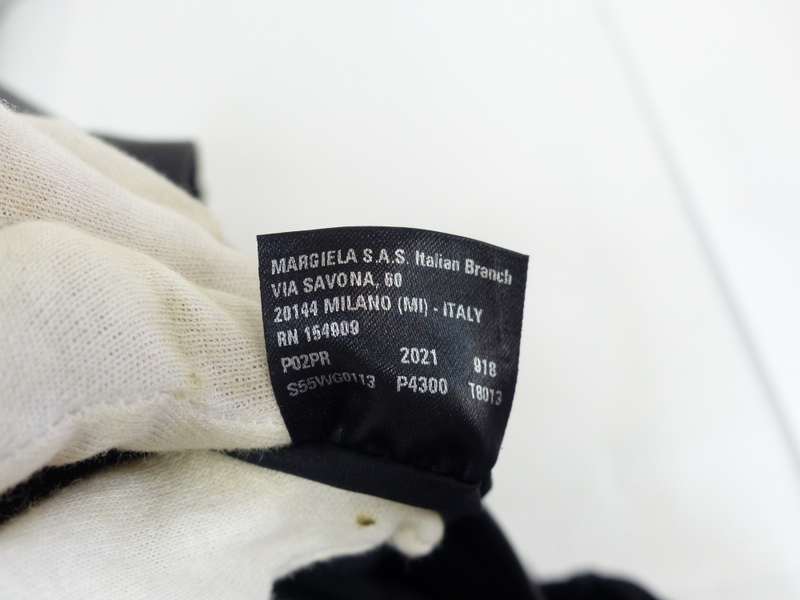 MARGIELA S.A.S. Italian Branch
VIA SAVONA, 60
20144 MILANO (MI) - ITALY
RN 154909
P02PR 2021 918
S55WG0113 P4300 T8013